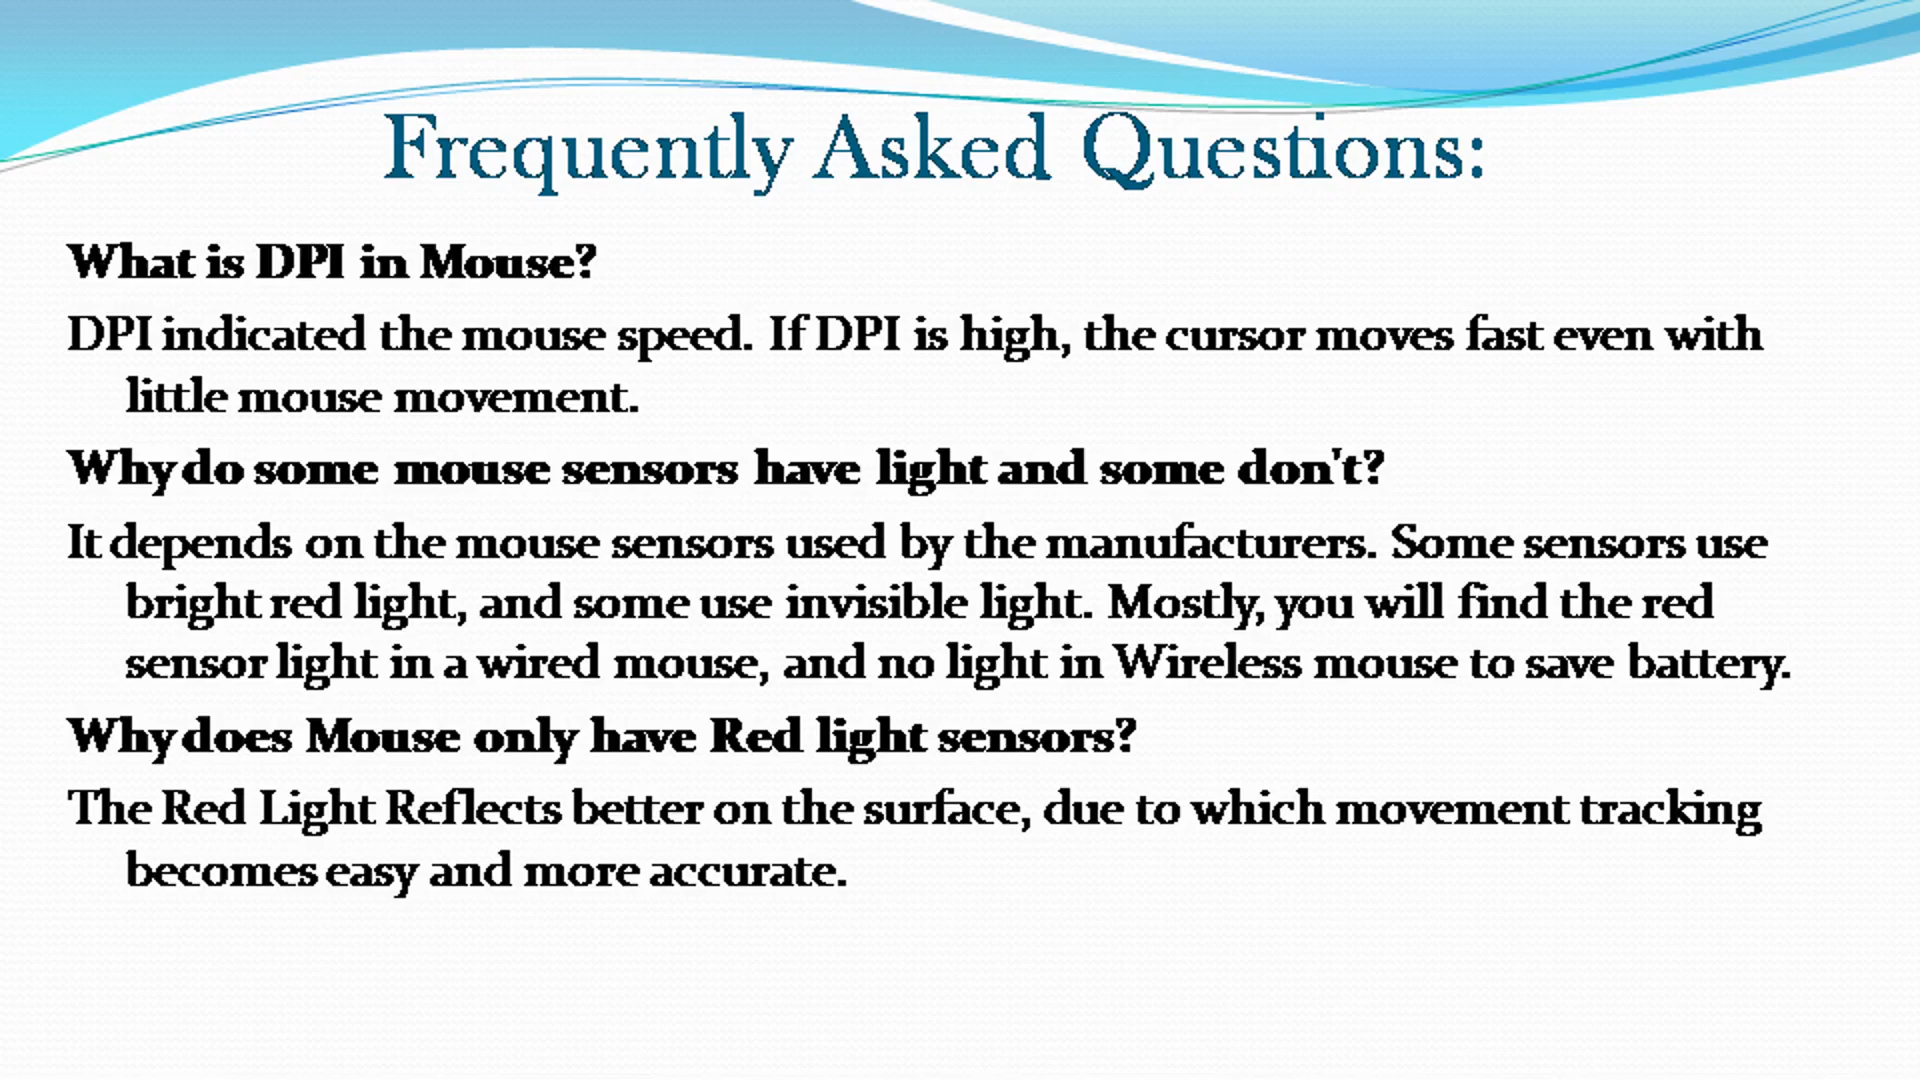 Frequently Asked Questions:
What is DPI in Mouse?
DPI indicated the mouse speed. If DPI is high, the cursor moves fast even with
little mouse movement.
Why do some mouse sensors have light and some don't?
It depends on the mouse sensors used by the manufacturers. Some sensors use
bright red light, and some use invisible light. Mostly, you will find the red
sensor light in a wired mouse, and no light in Wireless mouse to save battery.
Why does Mouse only have Red light sensors?
The Red Light Reflects better on the surface, due to which movement tracking
becomes easy and more accurate.